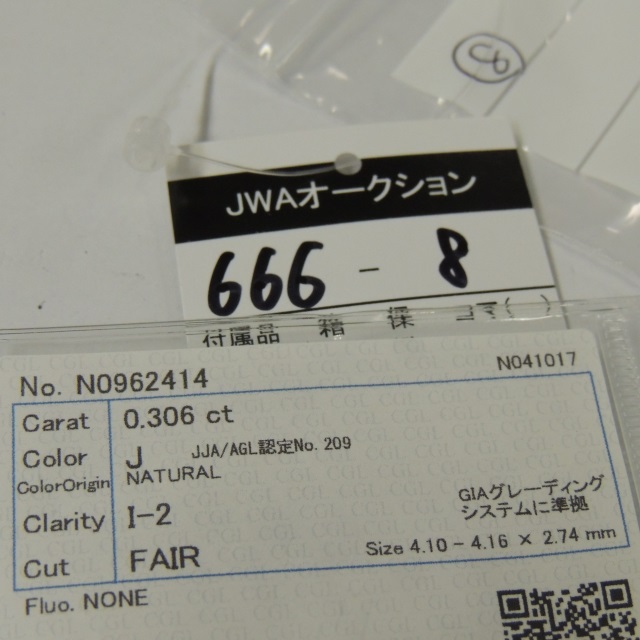 JWAオークション
666 - 8
付属品 箱
No. N0962414
N041017
Carat 0.306 ct
Color J JJA/AGL認定No. 209
ColorOrigin NATURAL
Clarity I-2
GIAグレーディング
システムに準拠
Cut FAIR
Size 4.10 - 4.16 × 2.74 mm
Fluo. NONE